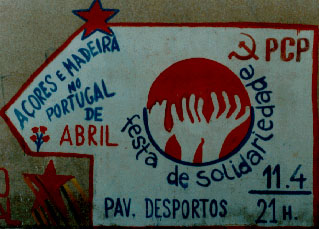 AÇORES E MADEIRA
NO
PORTUGAL
DE
ABRIL
PCP
festa de solidariedade
11.4
PAV. DESPORTOS
21 H.